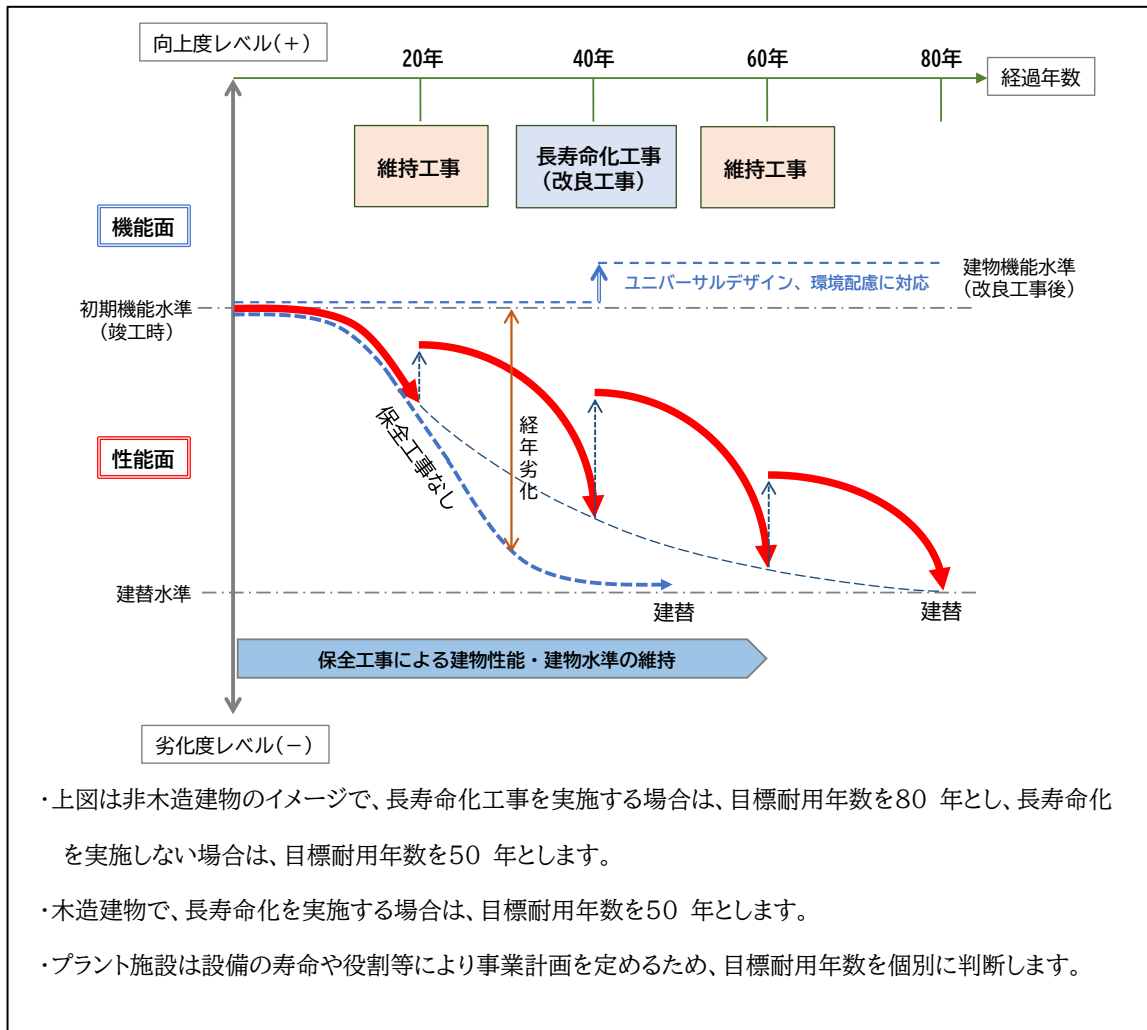 向上度レベル(+)
20年
40年
60年
80年
経過年数
維持工事
長寿命化工事
(改良工事)
維持工事
機能面
ユニバーサルデザイン、環境配慮に対応
建物機能水準
(改良工事後)
初期機能水準
(竣工時)
保全工事なし
経年劣化
性能面
建替水準
建替
建替
保全工事による建物性能・建物水準の維持
劣化度レベル(－)
・上図は非木造建物のイメージで、長寿命化工事を実施する場合は、目標耐用年数を80 年とし、長寿命化
を実施しない場合は、目標耐用年数を50 年とします。
・木造建物で、長寿命化を実施する場合は、目標耐用年数を50 年とします。
・プラント施設は設備の寿命や役割等により事業計画を定めるため、目標耐用年数を個別に判断します。